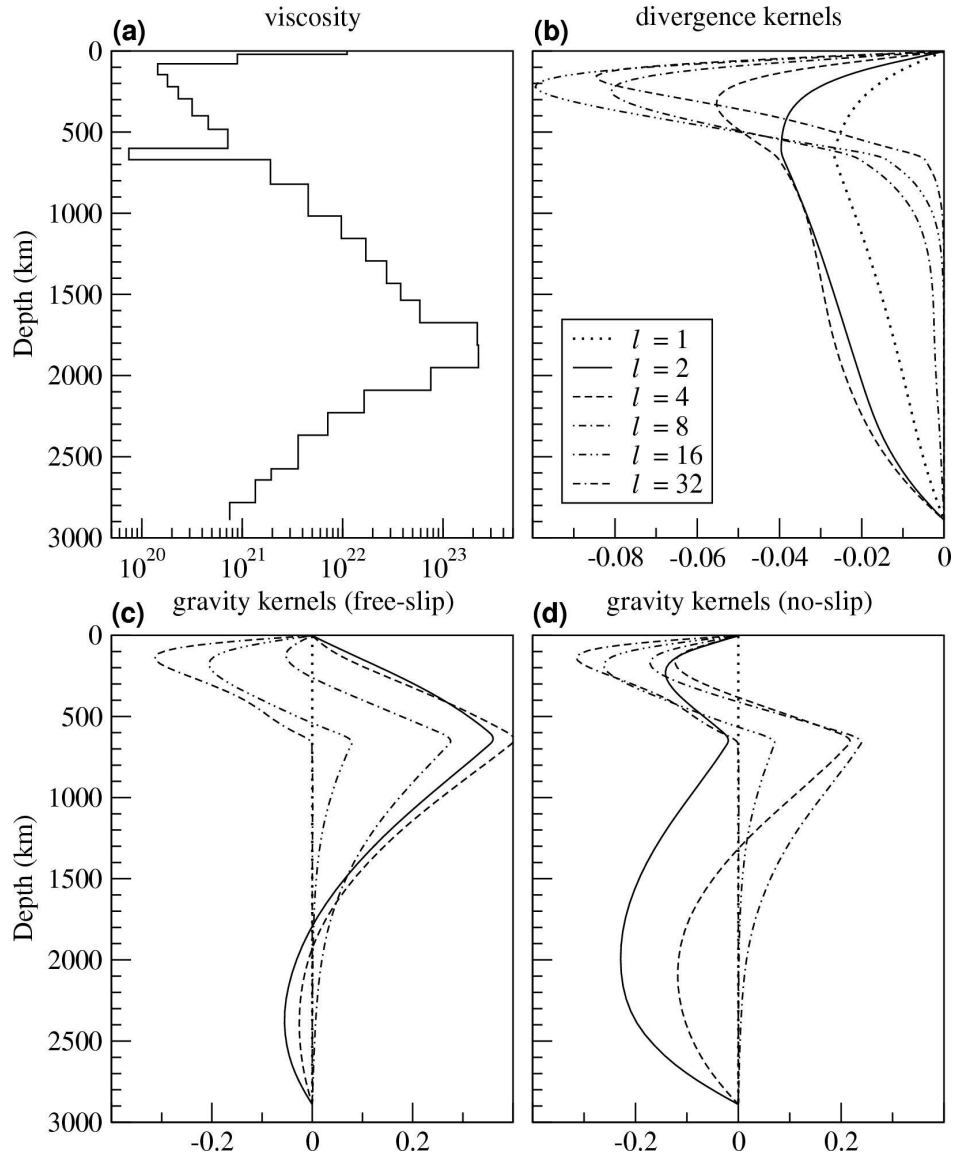 viscosity
(a)
0
500
1000
1500
2000
2500
3000
Depth (km)
10^20
10^21
10^22
10^23
divergence kernels
(b)
l = 1
l = 2
l = 4
l = 8
l = 16
l = 32
-0.08
-0.06
-0.04
-0.02
0
gravity kernels (free-slip)
(c)
0
500
1000
1500
2000
2500
3000
Depth (km)
-0.2
0
0.2
gravity kernels (no-slip)
(d)
-0.2
0
0.2